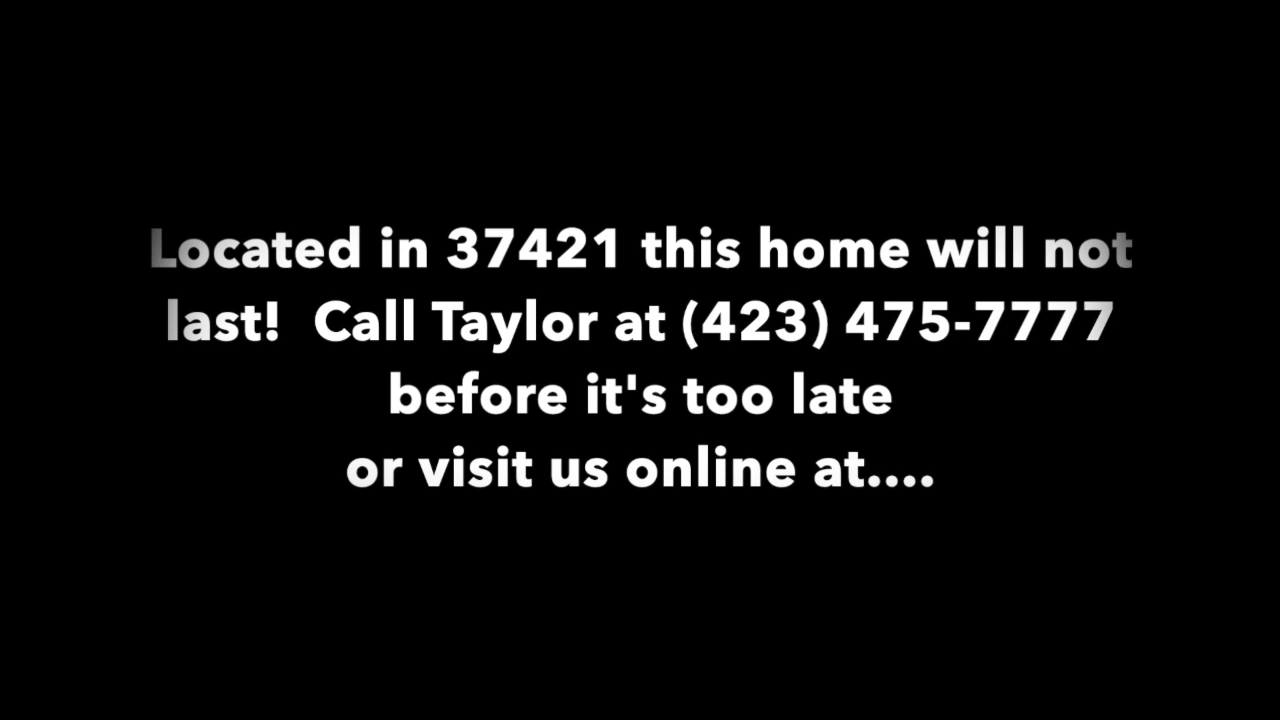 Located in 37421 this home will not
last!  Call Taylor at (423) 475-7777
before it's too late
or visit us online at....